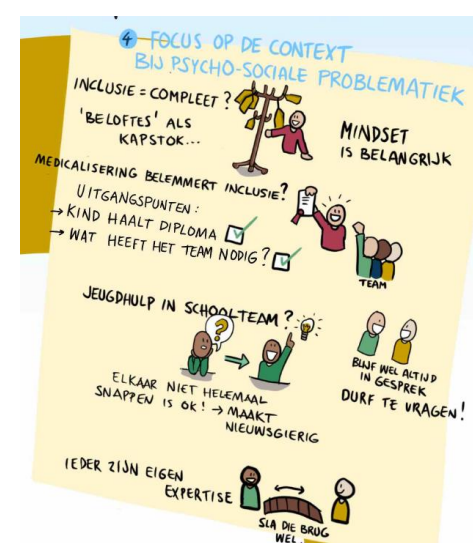 4 FOCUS OP DE CONTEXT
BIJ PSYCHO-SOCIALE PROBLEMATIEK
INCLUSIE = COMPLEET?
'BELOFTES' ALS
KAPSTOK...
MINDSET
IS BELANGRIJK
MEDICALISERING BELEMMERT INCLUSIE?
UITGANGSPUNTEN:
→ KIND HAALT DIPLOMA
→ WAT HEEFT HET TEAM NODIG?
TEAM
JEUGDHULP IN SCHOOLTEAM?
?
ELKAAR NIET HELEMAAL
SNAPPEN IS OK! → MAAKT
NIEUWSGIERIG
BLIJF WEL ALTIJD
IN GESPREK
DURF TE VRAGEN!
IEDER ZIJN EIGEN
EXPERTISE
SLA DIE BRUG
WEL